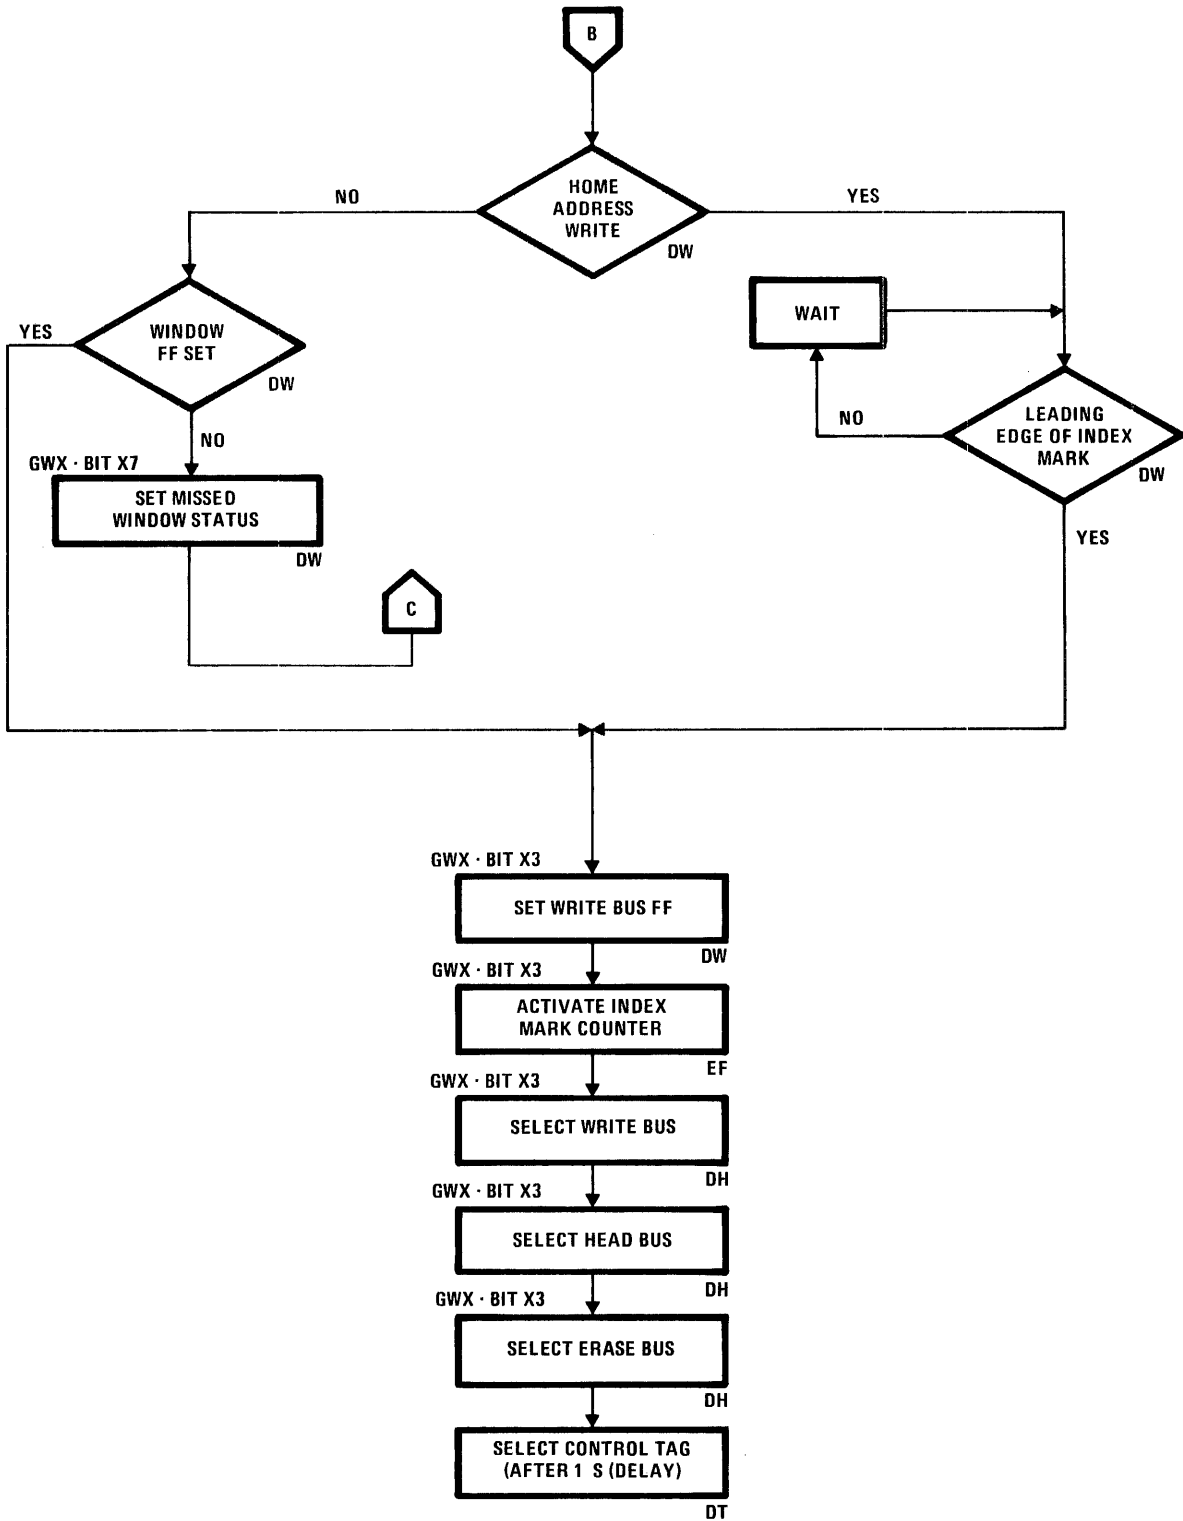 B
HOME
ADDRESS
WRITE
DW
NO
YES
WINDOW
FF SET
DW
YES
NO
WAIT
NO
LEADING
EDGE OF INDEX
MARK
DW
YES
GWX · BIT X7
SET MISSED
WINDOW STATUS
DW
C
GWX · BIT X3
SET WRITE BUS FF
DW
GWX · BIT X3
ACTIVATE INDEX
MARK COUNTER
EF
GWX · BIT X3
SELECT WRITE BUS
DH
GWX · BIT X3
SELECT HEAD BUS
DH
GWX · BIT X3
SELECT ERASE BUS
DH
SELECT CONTROL TAG
(AFTER 1 S (DELAY)
DT